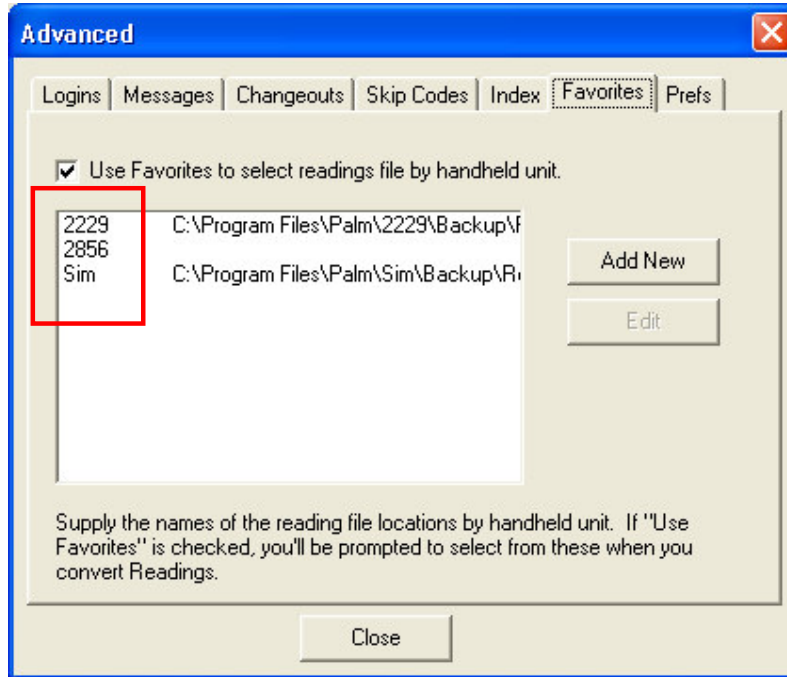 Advanced
Logins Messages Changeouts Skip Codes Index Favorites Prefs
Use Favorites to select readings file by handheld unit.
2229 C:\Program Files\Palm\2229\Backup\
2856
Sim C:\Program Files\Palm\Sim\Backup\R
Add New
Edit
Supply the names of the reading file locations by handheld unit. If "Use
Favorites" is checked, you'll be prompted to select from these when you
convert Readings.
Close